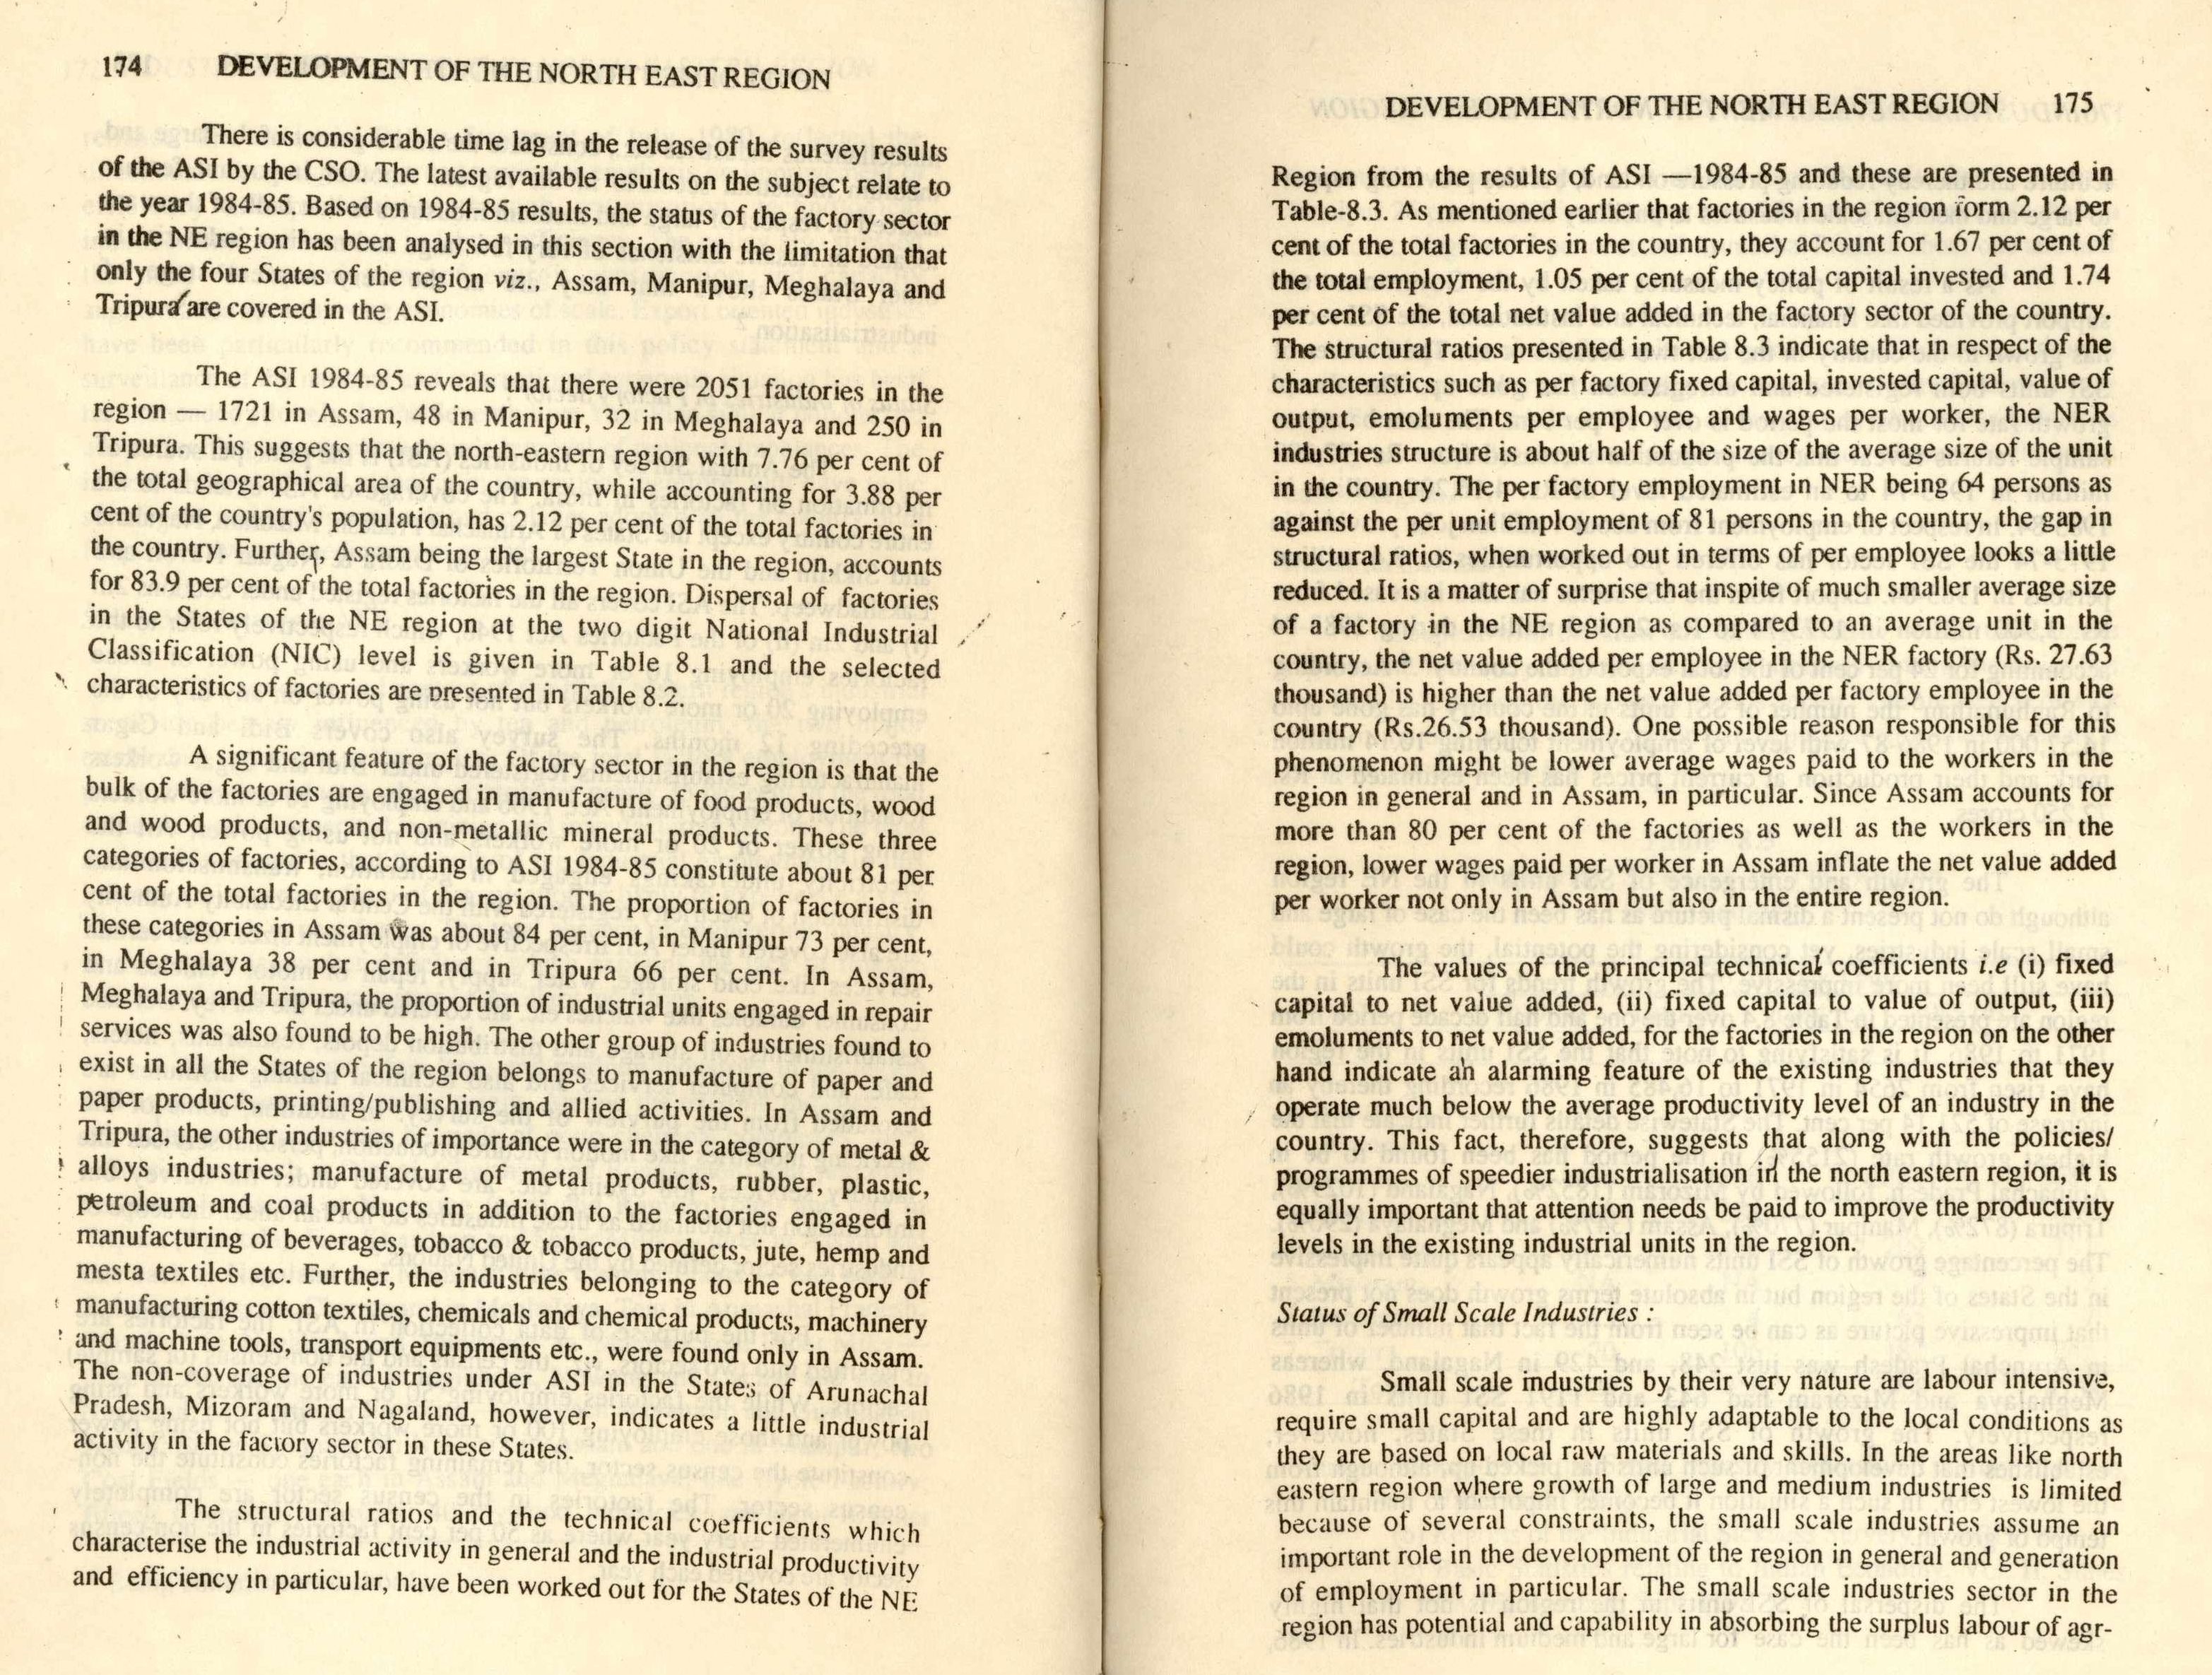 174 DEVELOPMENT OF THE NORTH EAST REGION
There is considerable time lag in the release of the survey results
of the ASI by the CSO. The latest available results on the subject relate to
the year 1984-85. Based on 1984-85 results, the status of the factory sector
in the NE region has been analysed in this section with the limitation that
only the four States of the region viz., Assam, Manipur, Meghalaya and
Tripura are covered in the ASI.
The ASI 1984-85 reveals that there were 2051 factories in the
region — 1721 in Assam, 48 in Manipur, 32 in Meghalaya and 250 in
Tripura. This suggests that the north-eastern region with 7.76 per cent of
the total geographical area of the country, while accounting for 3.88 per
cent of the country's population, has 2.12 per cent of the total factories in
the country. Further, Assam being the largest State in the region, accounts
for 83.9 per cent of the total factories in the region. Dispersal of factories
in the States of the NE region at the two digit National Industrial
Classification (NIC) level is given in Table 8.1 and the selected
characteristics of factories are presented in Table 8.2.
A significant feature of the factory sector in the region is that the
bulk of the factories are engaged in manufacture of food products, wood
and wood products, and non-metallic mineral products. These three
categories of factories, according to ASI 1984-85 constitute about 81 per
cent of the total factories in the region. The proportion of factories in
these categories in Assam was about 84 per cent, in Manipur 73 per cent,
in Meghalaya 38 per cent and in Tripura 66 per cent. In Assam,
Meghalaya and Tripura, the proportion of industrial units engaged in repair
services was also found to be high. The other group of industries found to
exist in all the States of the region belongs to manufacture of paper and
paper products, printing/publishing and allied activities. In Assam and
Tripura, the other industries of importance were in the category of metal &
alloys industries; manufacture of metal products, rubber, plastic,
petroleum and coal products in addition to the factories engaged in
manufacturing of beverages, tobacco & tobacco products, jute, hemp and
mesta textiles etc. Further, the industries belonging to the category of
manufacturing cotton textiles, chemicals and chemical products, machinery
and machine tools, transport equipments etc., were found only in Assam.
The non-coverage of industries under ASI in the States of Arunachal
Pradesh, Mizoram and Nagaland, however, indicates a little industrial
activity in the factory sector in these States.
The structural ratios and the technical coefficients which
characterise the industrial activity in general and the industrial productivity
and efficiency in particular, have been worked out for the States of the NE
DEVELOPMENT OF THE NORTH EAST REGION 175
Region from the results of ASI —1984-85 and these are presented in
Table-8.3. As mentioned earlier that factories in the region form 2.12 per
cent of the total factories in the country, they account for 1.67 per cent of
the total employment, 1.05 per cent of the total capital invested and 1.74
per cent of the total net value added in the factory sector of the country.
The structural ratios presented in Table 8.3 indicate that in respect of the
characteristics such as per factory fixed capital, invested capital, value of
output, emoluments per employee and wages per worker, the NER
industries structure is about half of the size of the average size of the unit
in the country. The per factory employment in NER being 64 persons as
against the per unit employment of 81 persons in the country, the gap in
structural ratios, when worked out in terms of per employee looks a little
reduced. It is a matter of surprise that inspite of much smaller average size
of a factory in the NE region as compared to an average unit in the
country, the net value added per employee in the NER factory (Rs. 27.63
thousand) is higher than the net value added per factory employee in the
country (Rs.26.53 thousand). One possible reason responsible for this
phenomenon might be lower average wages paid to the workers in the
region in general and in Assam, in particular. Since Assam accounts for
more than 80 per cent of the factories as well as the workers in the
region, lower wages paid per worker in Assam inflate the net value added
per worker not only in Assam but also in the entire region.
The values of the principal technical coefficients i.e (i) fixed
capital to net value added, (ii) fixed capital to value of output, (iii)
emoluments to net value added, for the factories in the region on the other
hand indicate an alarming feature of the existing industries that they
operate much below the average productivity level of an industry in the
country. This fact, therefore, suggests that along with the policies/
programmes of speedier industrialisation in the north eastern region, it is
equally important that attention needs be paid to improve the productivity
levels in the existing industrial units in the region.
Status of Small Scale Industries :
Small scale industries by their very nature are labour intensive,
require small capital and are highly adaptable to the local conditions as
they are based on local raw materials and skills. In the areas like north
eastern region where growth of large and medium industries is limited
because of several constraints, the small scale industries assume an
important role in the development of the region in general and generation
of employment in particular. The small scale industries sector in the
region has potential and capability in absorbing the surplus labour of agr-